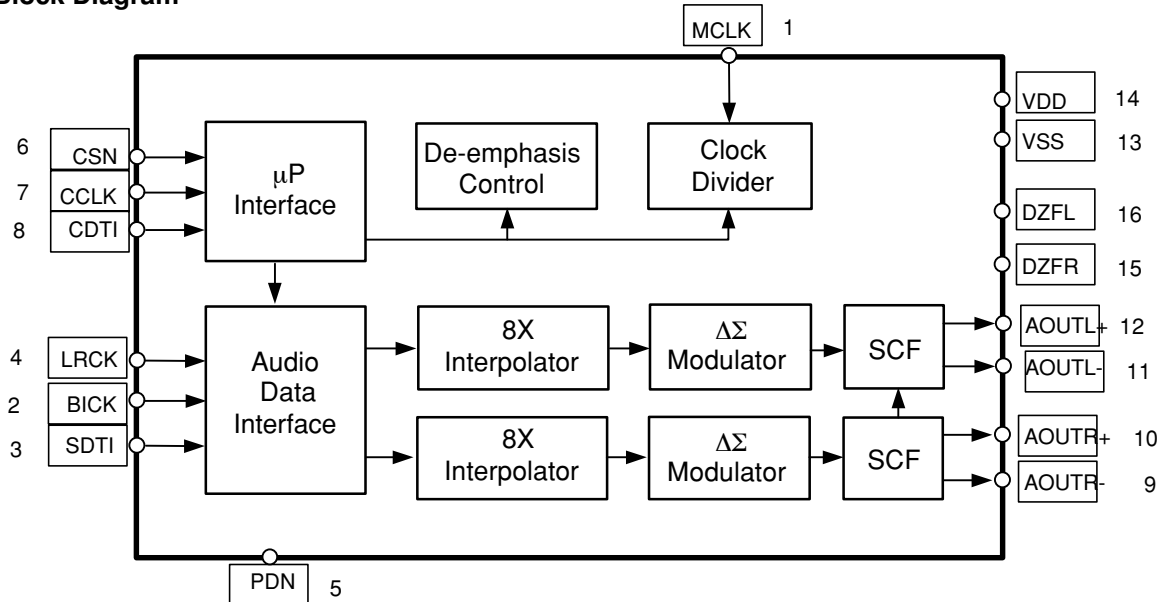 Block Diagram
MCLK 1
6 CSN
7 CCLK
8 CDTI
μP
Interface
De-emphasis
Control
Clock
Divider
VDD 14
VSS 13
DZFL 16
DZFR 15
4 LRCK
2 BICK
3 SDTI
Audio
Data
Interface
8X
Interpolator
ΔΣ
Modulator
SCF
AOUTL+ 12
AOUTL- 11
8X
Interpolator
ΔΣ
Modulator
SCF
AOUTR+ 10
AOUTR- 9
PDN 5